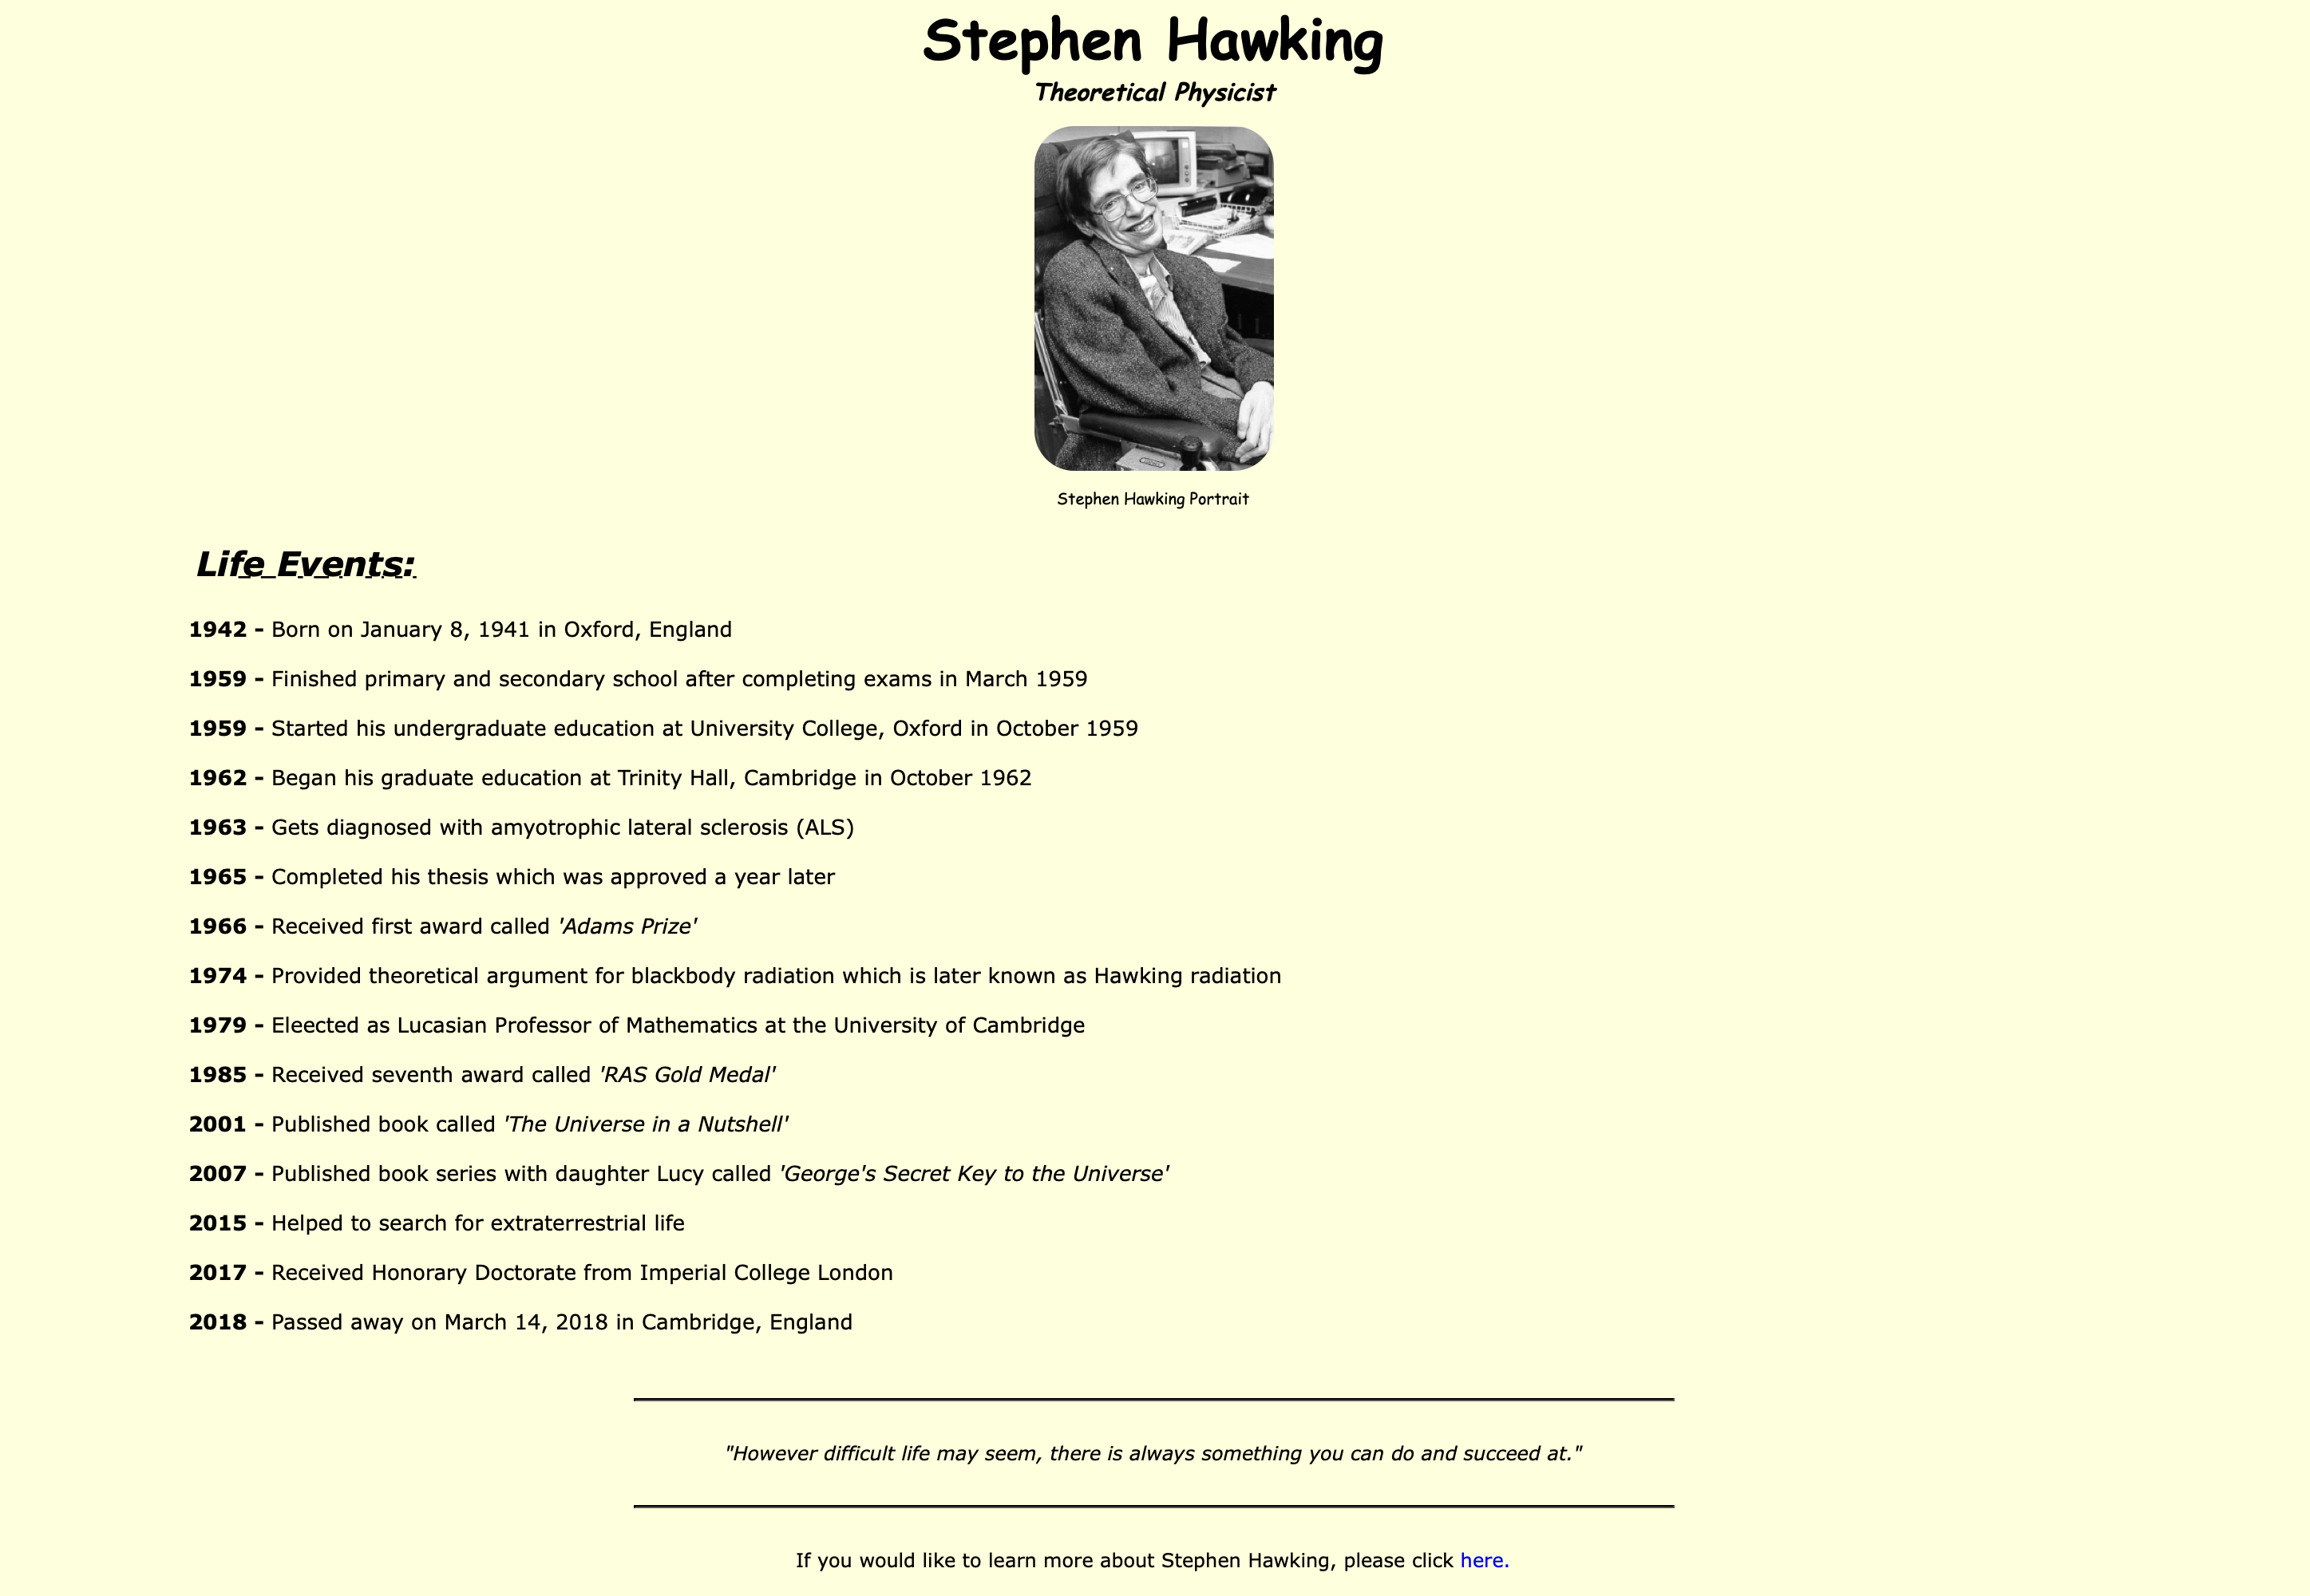 Stephen Hawking
Theoretical Physicist
Stephen Hawking Portrait
Life Events:
1942 - Born on January 8, 1941 in Oxford, England
1959 - Finished primary and secondary school after completing exams in March 1959
1959 - Started his undergraduate education at University College, Oxford in October 1959
1962 - Began his graduate education at Trinity Hall, Cambridge in October 1962
1963 - Gets diagnosed with amyotrophic lateral sclerosis (ALS)
1965 - Completed his thesis which was approved a year later
1966 - Received first award called 'Adams Prize'
1974 - Provided theoretical argument for blackbody radiation which is later known as Hawking radiation
1979 - Eleected as Lucasian Professor of Mathematics at the University of Cambridge
1985 - Received seventh award called 'RAS Gold Medal'
2001 - Published book called 'The Universe in a Nutshell'
2007 - Published book series with daughter Lucy called 'George's Secret Key to the Universe'
2015 - Helped to search for extraterrestrial life
2017 - Received Honorary Doctorate from Imperial College London
2018 - Passed away on March 14, 2018 in Cambridge, England
"However difficult life may seem, there is always something you can do and succeed at."
If you would like to learn more about Stephen Hawking, please click here.